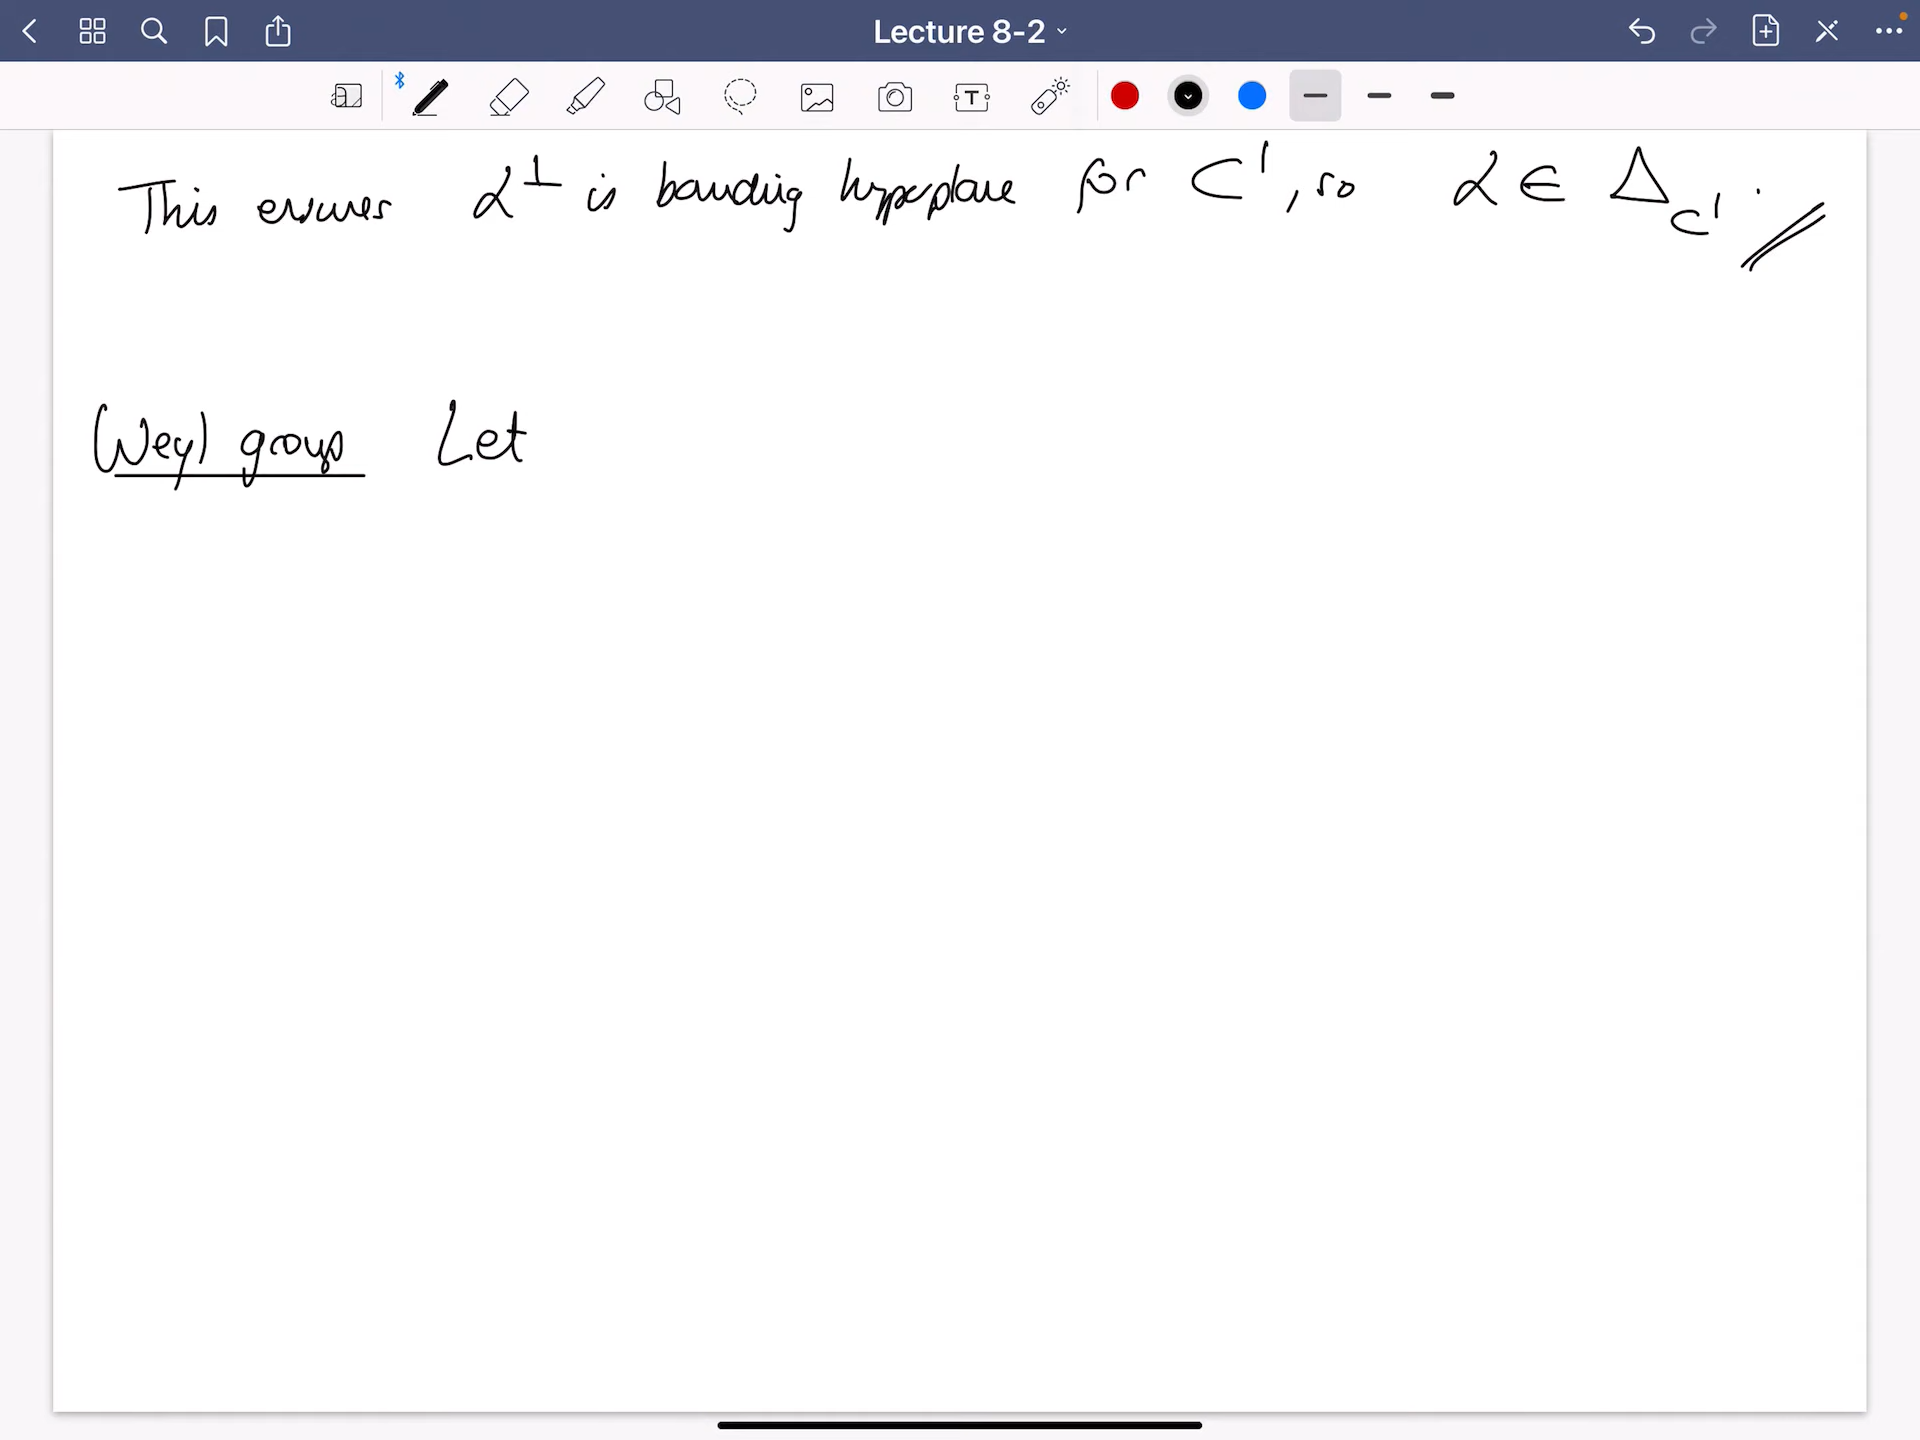 Lecture 8-2
This ensures α^⊥ is bounding hyperplane for C', so α ∈ Δ_C'.
Weyl group Let